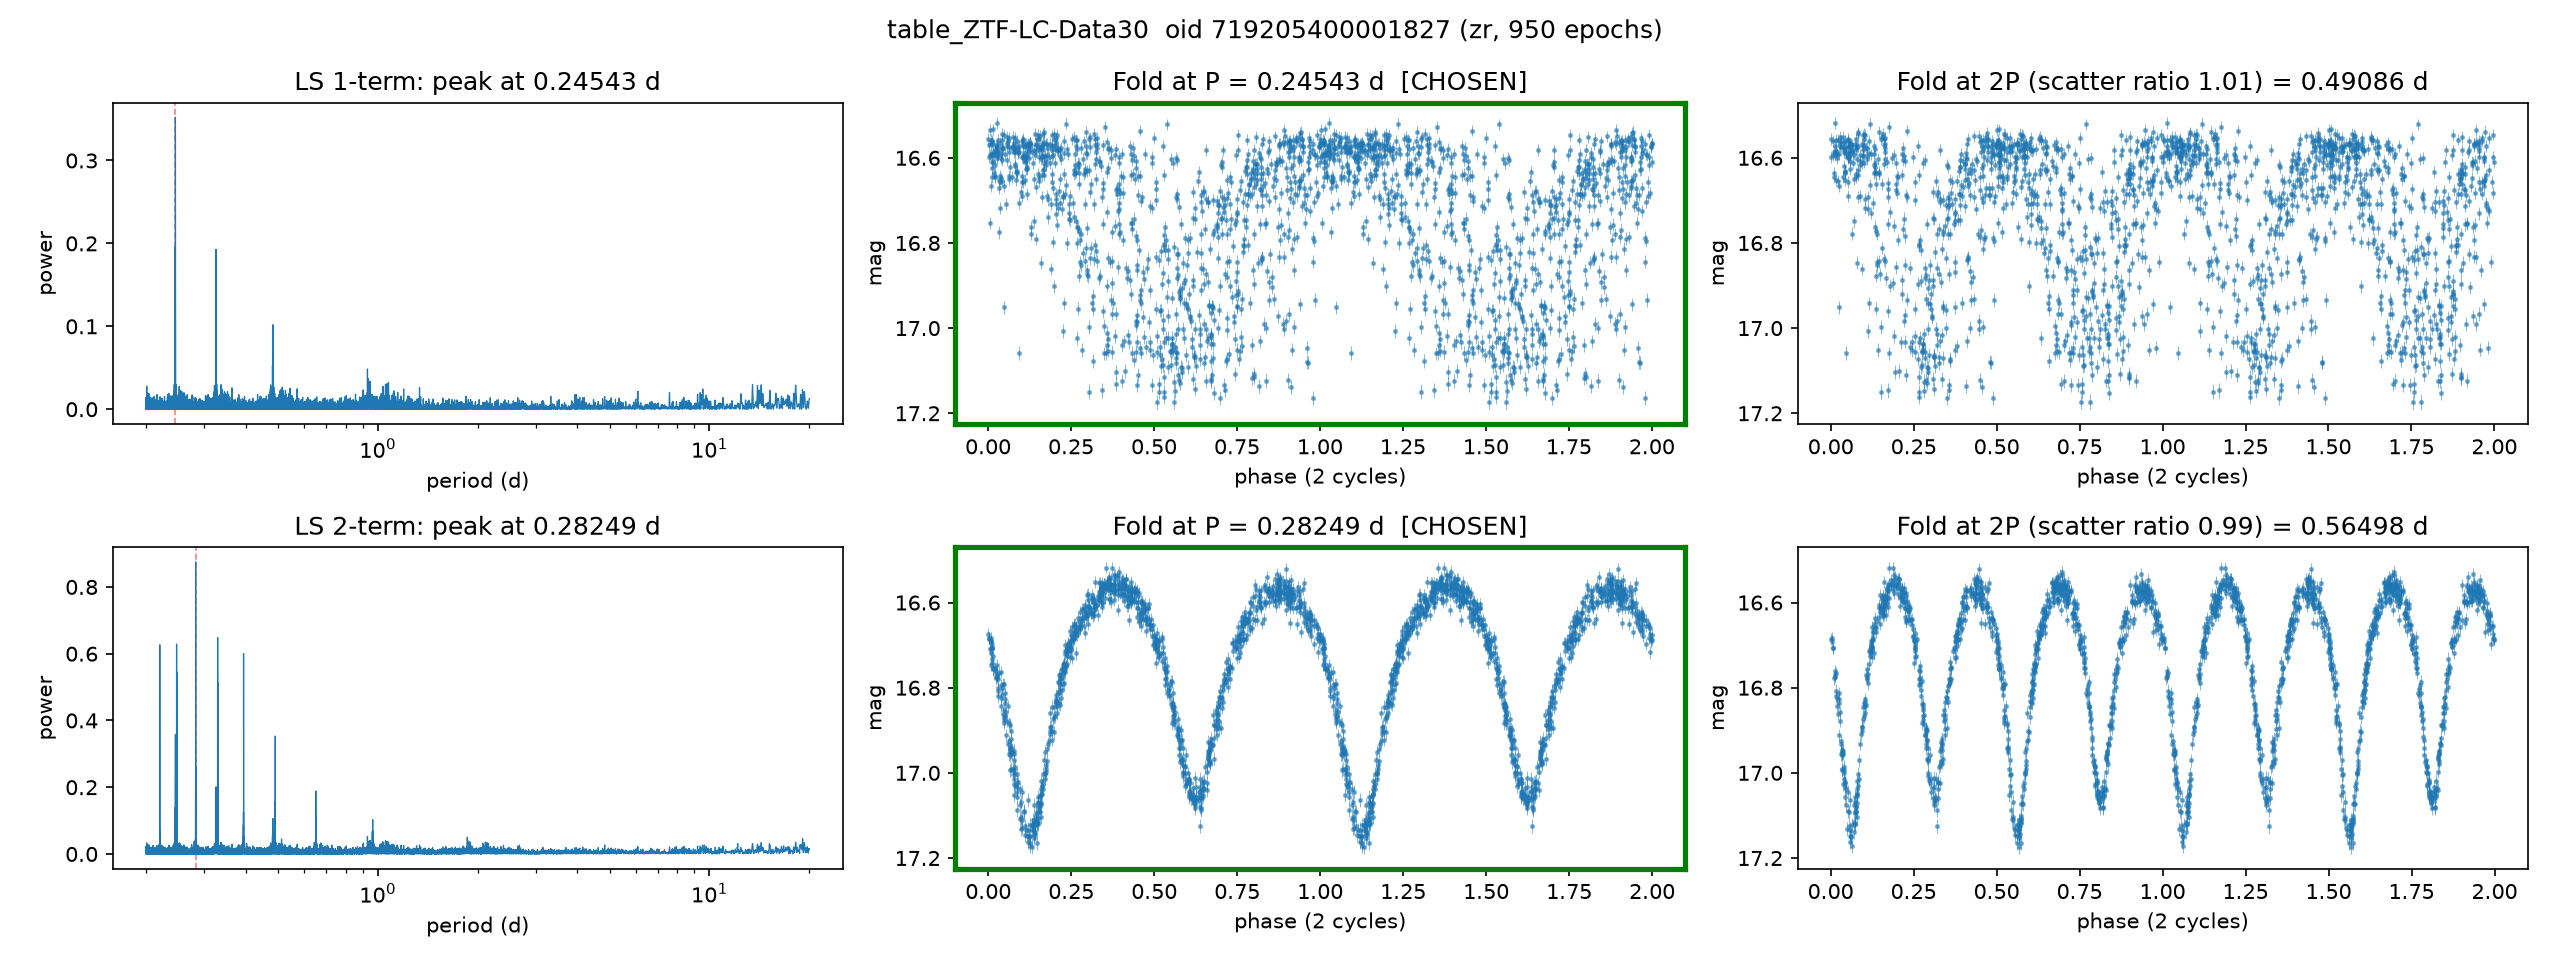 table_ZTF-LC-Data30  oid 719205400001827 (zr, 950 epochs)
LS 1-term: peak at 0.24543 d
0.3
0.2
0.1
0.0
power
10⁰
10¹
period (d)
Fold at P = 0.24543 d  [CHOSEN]
16.6
16.8
17.0
17.2
mag
0.00 0.25 0.50 0.75 1.00 1.25 1.50 1.75 2.00
phase (2 cycles)
Fold at 2P (scatter ratio 1.01) = 0.49086 d
16.6
16.8
17.0
17.2
mag
0.00 0.25 0.50 0.75 1.00 1.25 1.50 1.75 2.00
phase (2 cycles)
LS 2-term: peak at 0.28249 d
0.8
0.6
0.4
0.2
0.0
power
10⁰
10¹
period (d)
Fold at P = 0.28249 d  [CHOSEN]
16.6
16.8
17.0
17.2
mag
0.00 0.25 0.50 0.75 1.00 1.25 1.50 1.75 2.00
phase (2 cycles)
Fold at 2P (scatter ratio 0.99) = 0.56498 d
16.6
16.8
17.0
17.2
mag
0.00 0.25 0.50 0.75 1.00 1.25 1.50 1.75 2.00
phase (2 cycles)